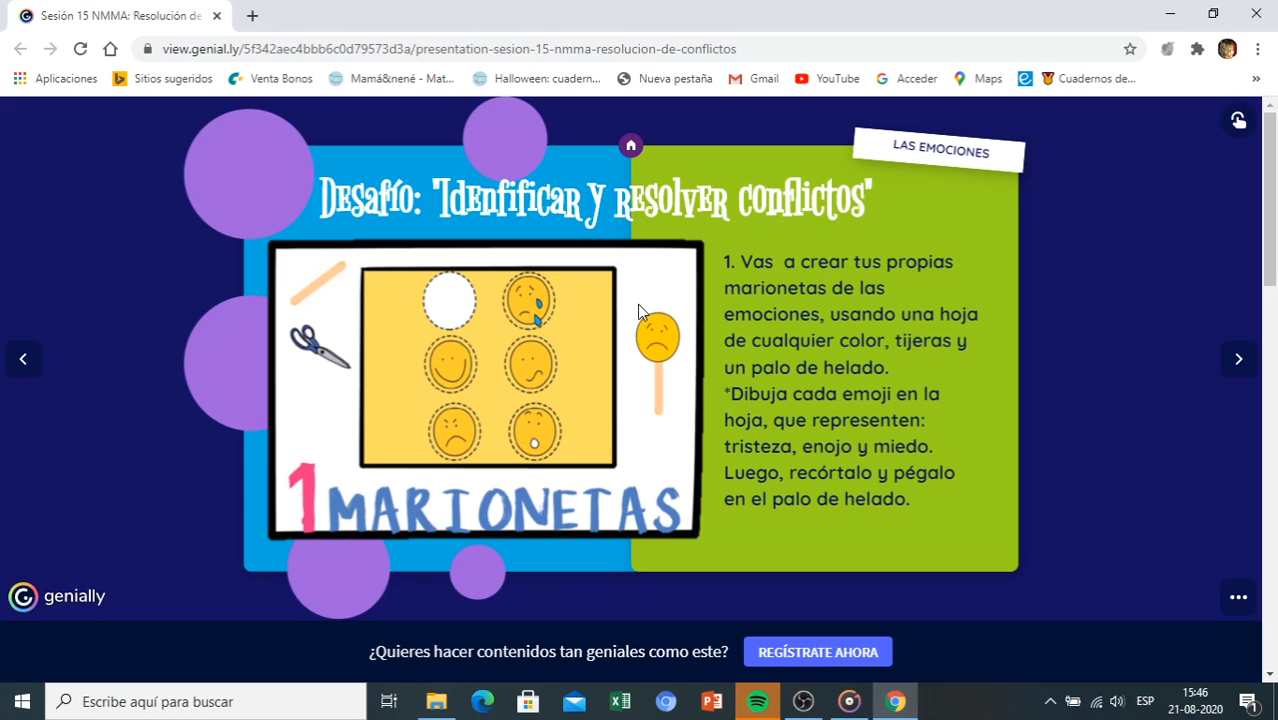 Sesión 15 NMMA: Resolución de
view.genial.ly/5f342aec4bbb6c0d79573d3a/presentation-sesion-15-nmma-resolucion-de-conflictos
Aplicaciones
Sitios sugeridos
Venta Bonos
Mamá&nené - Mat...
Halloween: cuadern...
Nueva pestaña
Gmail
YouTube
Acceder
Maps
Cuadernos de...
»
LAS EMOCIONES
Desafío: "Idenfificar y resolver conflictos"
1 MARIONETAS
1. Vas a crear tus propias
marionetas de las
emociones, usando una hoja
de cualquier color, tijeras y
un palo de helado.
*Dibuja cada emoji en la
hoja, que representen:
tristeza, enojo y miedo.
Luego, recórtalo y pégalo
en el palo de helado.
genially
¿Quieres hacer contenidos tan geniales como este?
REGÍSTRATE AHORA
Escribe aquí para buscar
ESP
15:46
21-08-2020
1